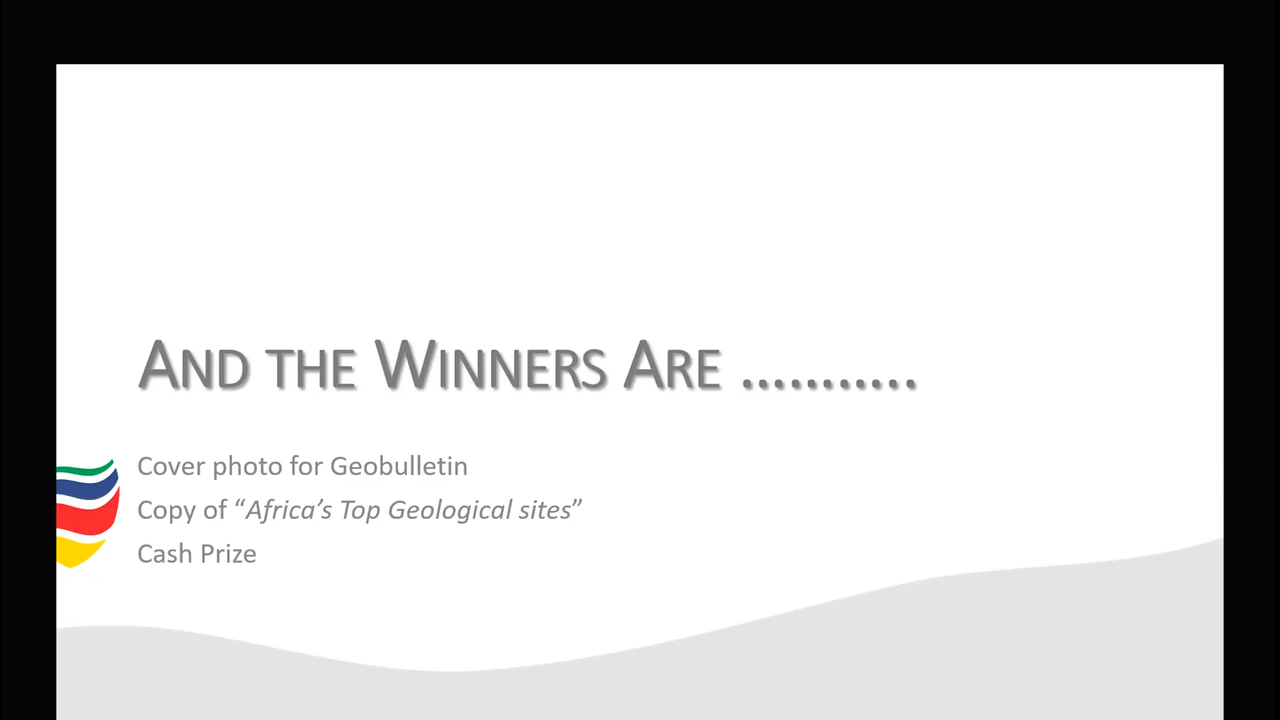 AND THE WINNERS ARE ...........
Cover photo for Geobulletin
Copy of “Africa’s Top Geological sites”
Cash Prize